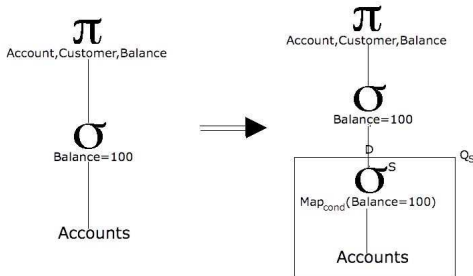 π
Account,Customer,Balance
σ
Balance=100
Accounts
π
Account,Customer,Balance
σ
Balance=100
D
Q_S
σ^S
Map_cond(Balance=100)
Accounts